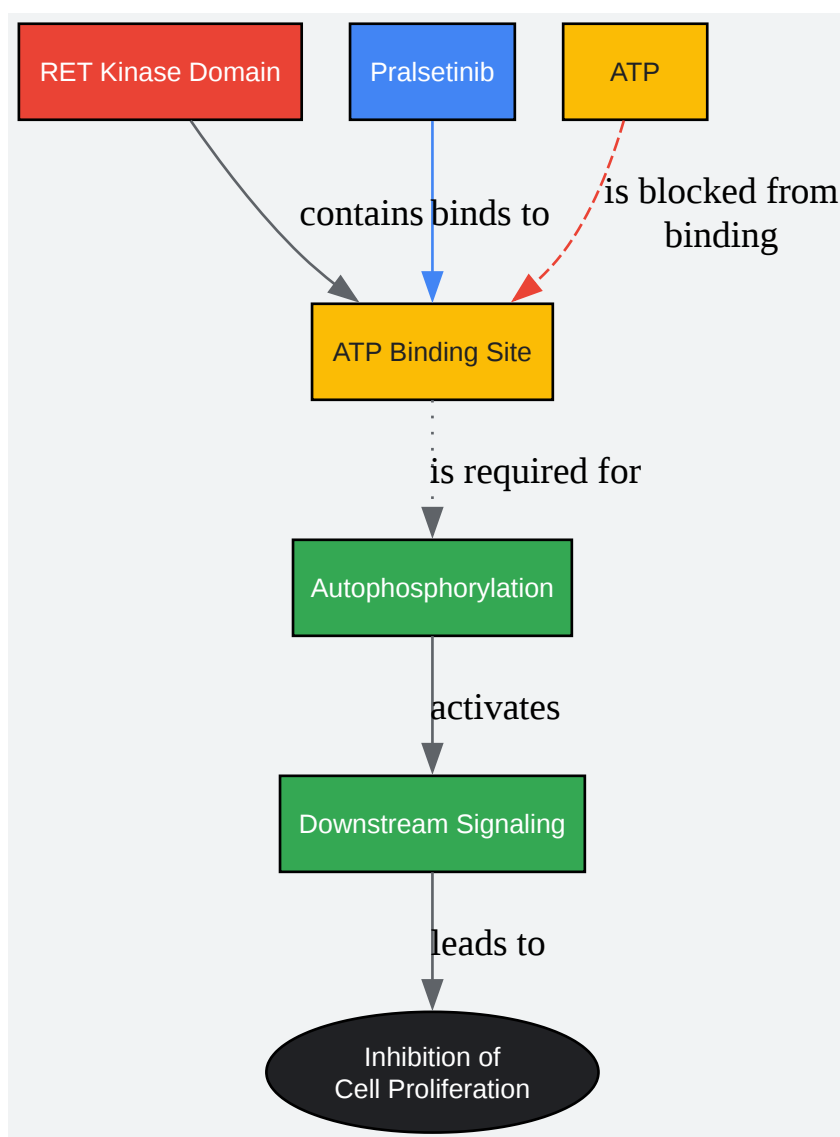 RET Kinase Domain
Pralsetinib
ATP
contains
binds to
is blocked from
binding
ATP Binding Site
is required for
Autophosphorylation
activates
Downstream Signaling
leads to
Inhibition of
Cell Proliferation